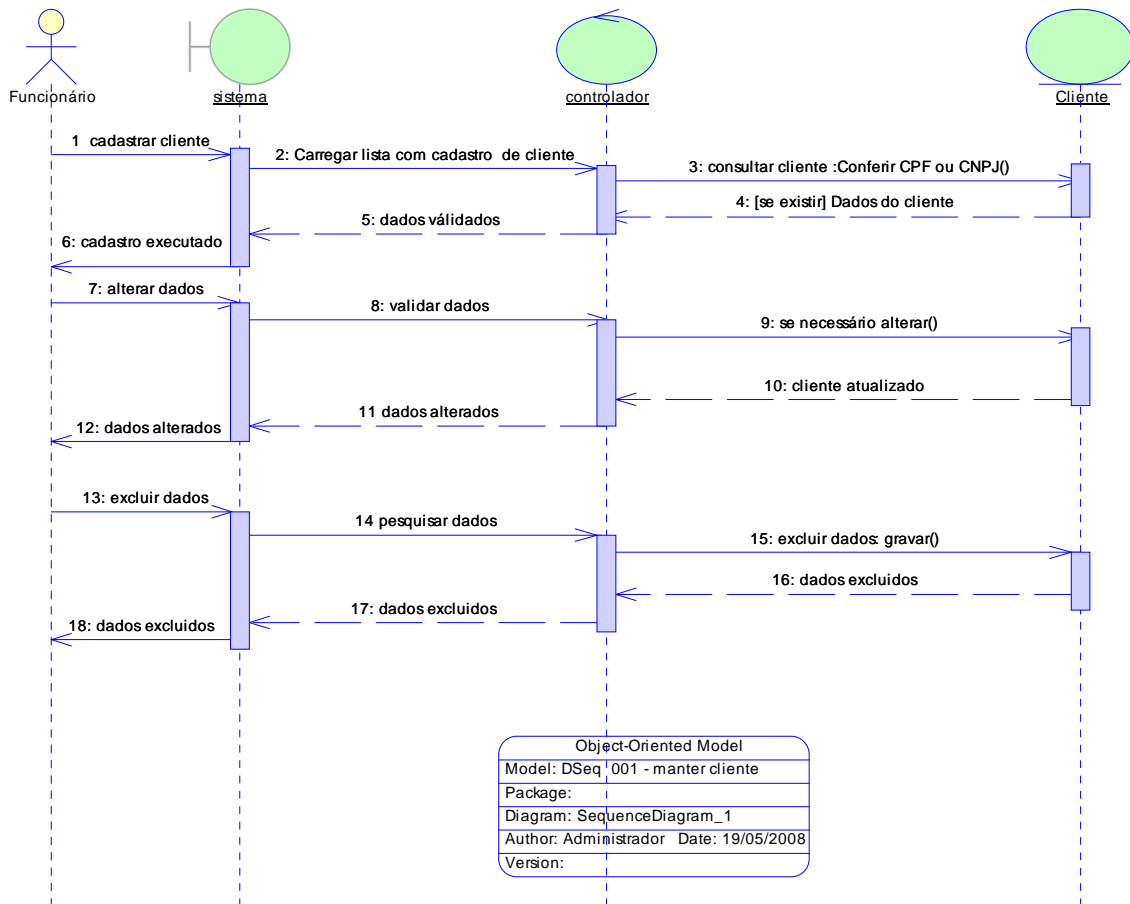 Funcionário
sistema
controlador
Cliente
1 cadastrar cliente
2: Carregar lista com cadastro de cliente
3: consultar cliente :Conferir CPF ou CNPJ()
4: [se existir] Dados do cliente
5: dados válidados
6: cadastro executado
7: alterar dados
8: validar dados
9: se necessário alterar()
10: cliente atualizado
11 dados alterados
12: dados alterados
13: excluir dados
14 pesquisar dados
15: excluir dados: gravar()
16: dados excluidos
17: dados excluidos
18: dados excluidos
Object-Oriented Model
Model: DSeq_001 - manter cliente
Package:
Diagram: SequenceDiagram_1
Author: Administrador Date: 19/05/2008
Version: